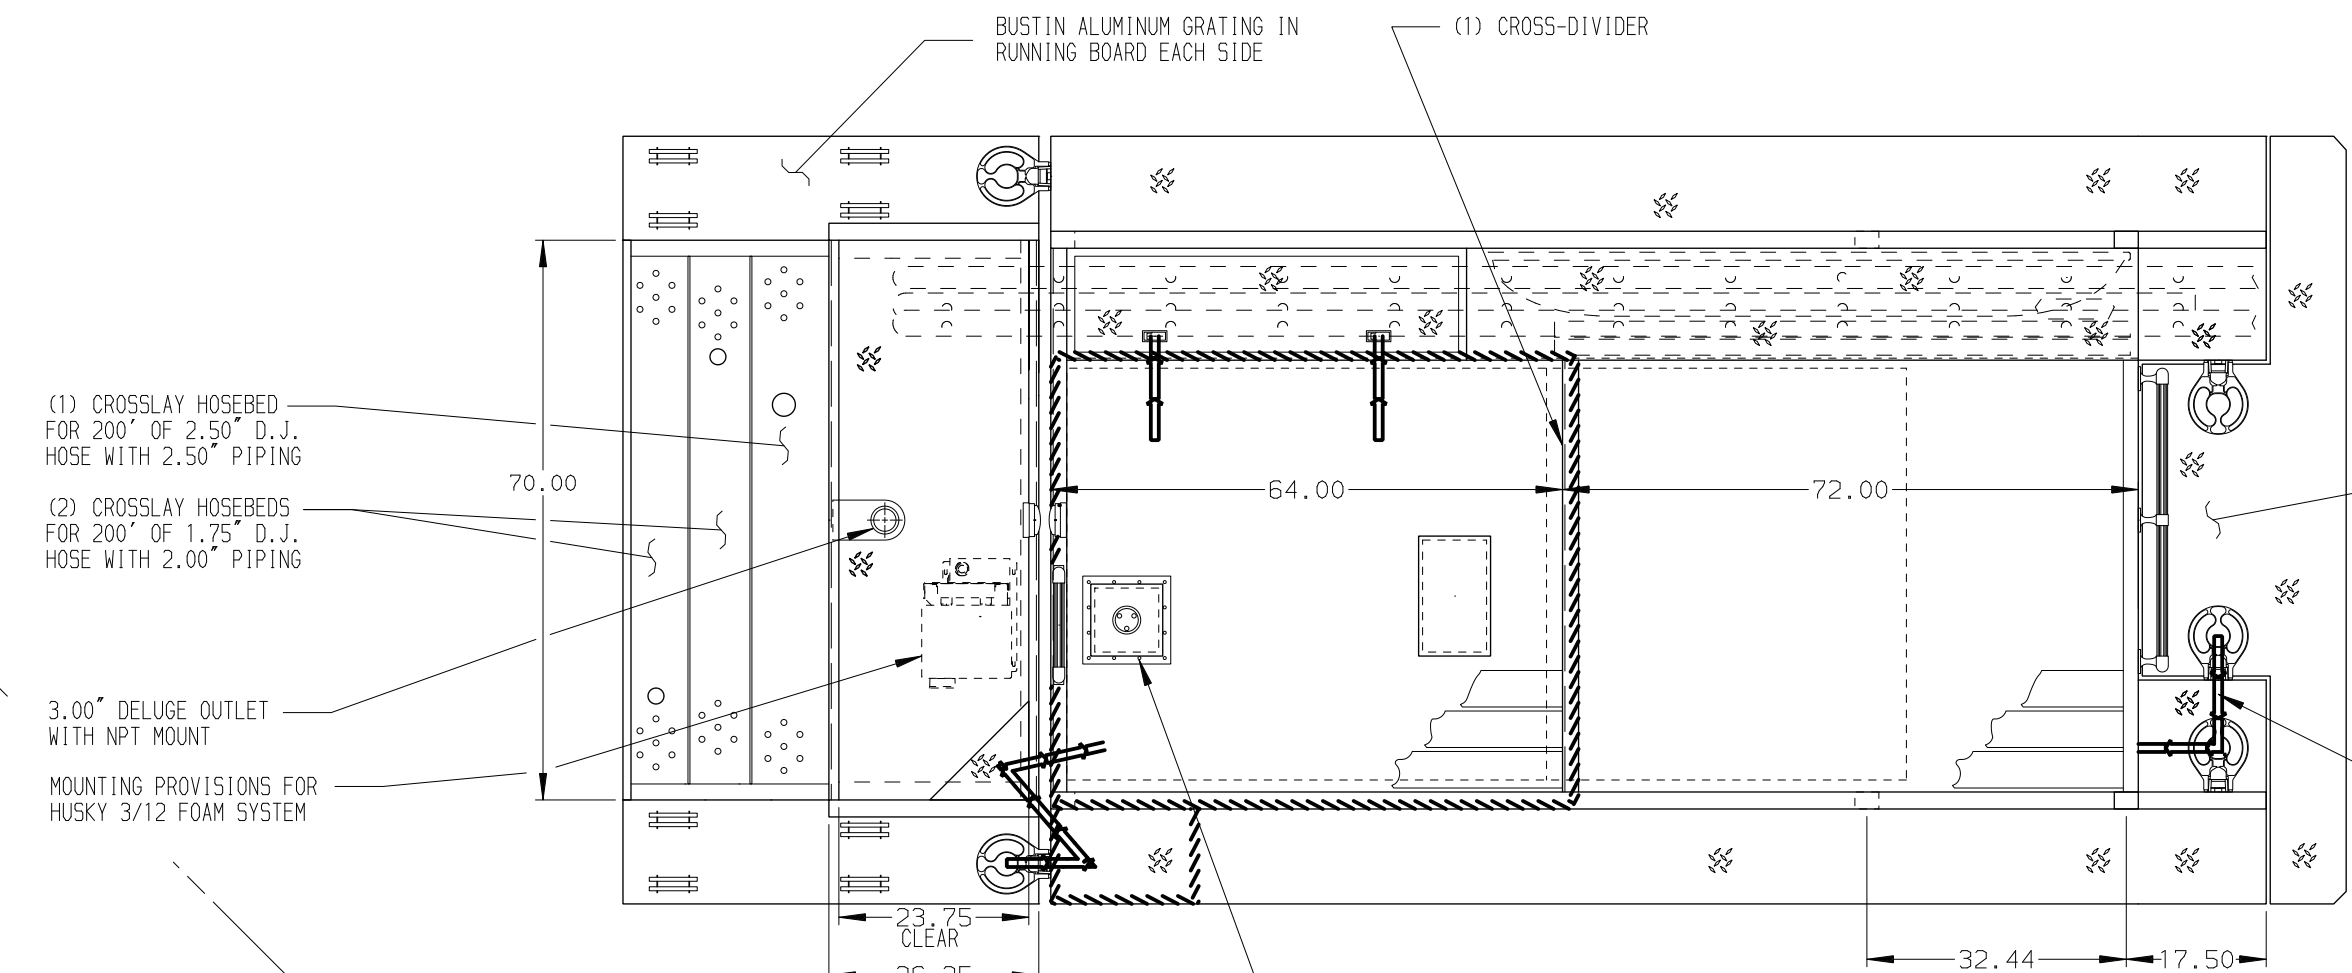 BUSTIN ALUMINUM GRATING IN
RUNNING BOARD EACH SIDE
(1) CROSS-DIVIDER
(1) CROSSLAY HOSEBED
FOR 200' OF 2.50" D.J.
HOSE WITH 2.50" PIPING
70.00
64.00
72.00
(2) CROSSLAY HOSEBEDS
FOR 200' OF 1.75" D.J.
HOSE WITH 2.00" PIPING
3.00" DELUGE OUTLET
WITH NPT MOUNT
MOUNTING PROVISIONS FOR
HUSKY 3/12 FOAM SYSTEM
23.75
CLEAR
32.44
17.50